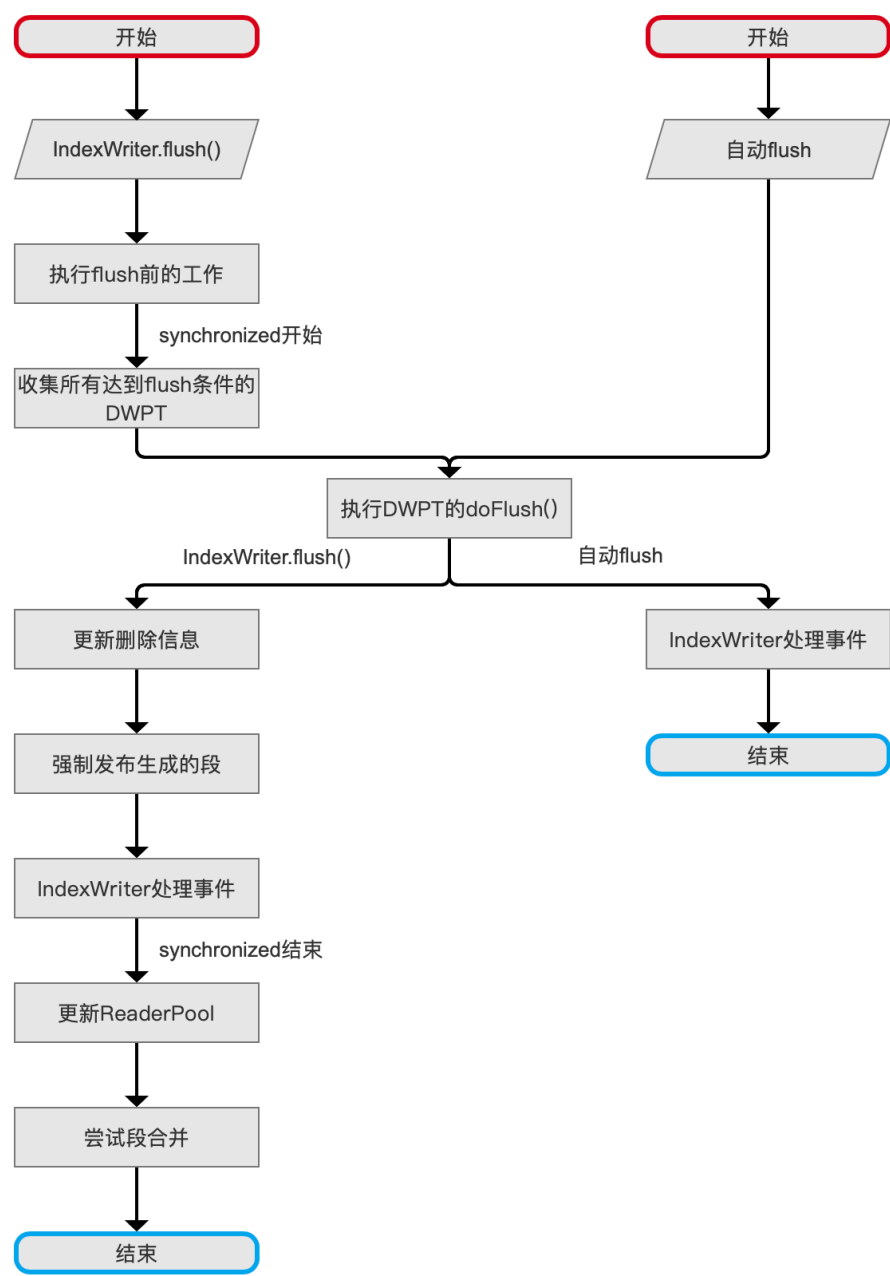 开始
开始
IndexWriter.flush()
自动flush
执行flush前的工作
synchronized开始
收集所有达到flush条件的
DWPT
执行DWPT的doFlush()
IndexWriter.flush()
自动flush
更新删除信息
IndexWriter处理事件
强制发布生成的段
结束
IndexWriter处理事件
synchronized结束
更新ReaderPool
尝试段合并
结束